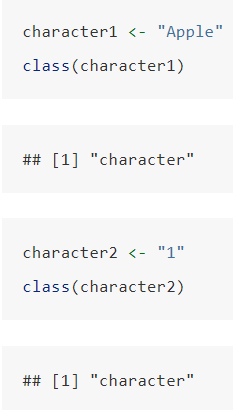 character1 <- "Apple"
class(character1)
## [1] "character"
character2 <- "1"
class(character2)
## [1] "character"